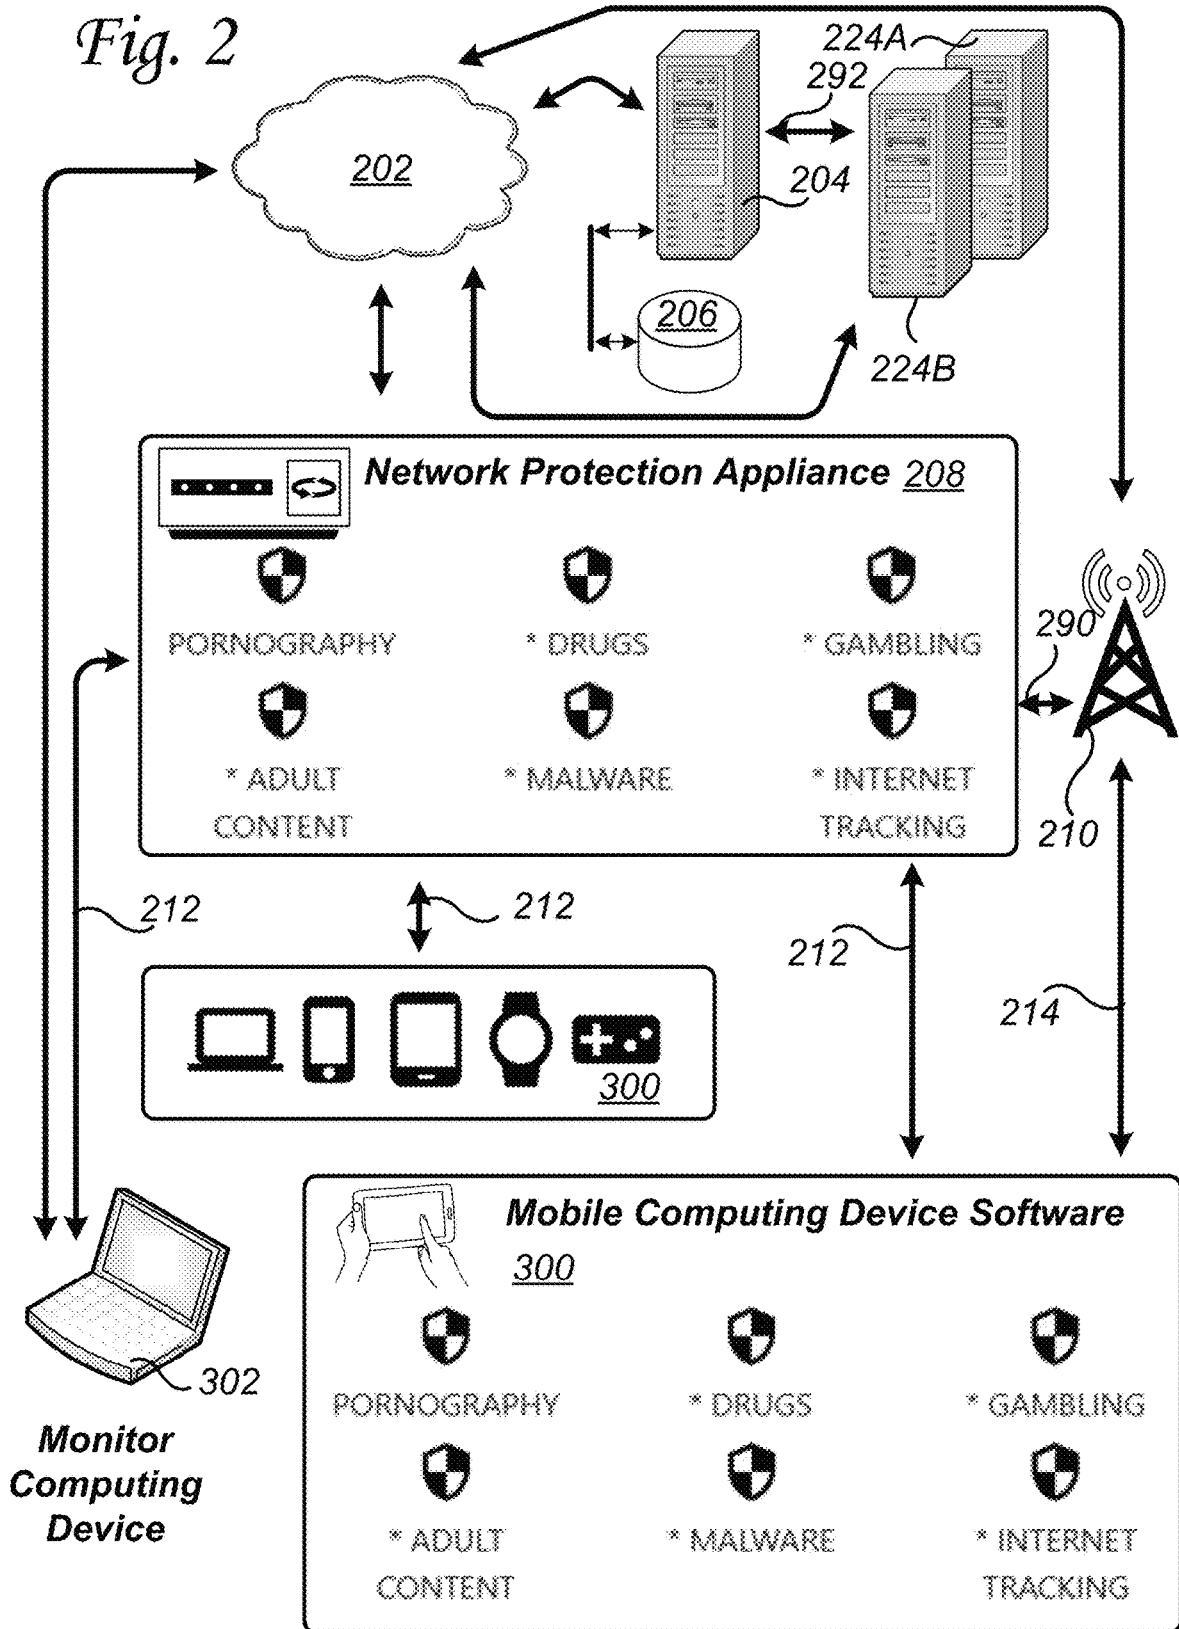 Fig. 2
224A
292
202
204
206
224B
Network Protection Appliance 208
PORNOGRAPHY
* DRUGS
* GAMBLING
290
* ADULT
CONTENT
* MALWARE
* INTERNET
TRACKING
210
212
212
212
214
300
Mobile Computing Device Software
300
PORNOGRAPHY
* DRUGS
* GAMBLING
302
Monitor
Computing
Device
* ADULT
CONTENT
* MALWARE
* INTERNET
TRACKING